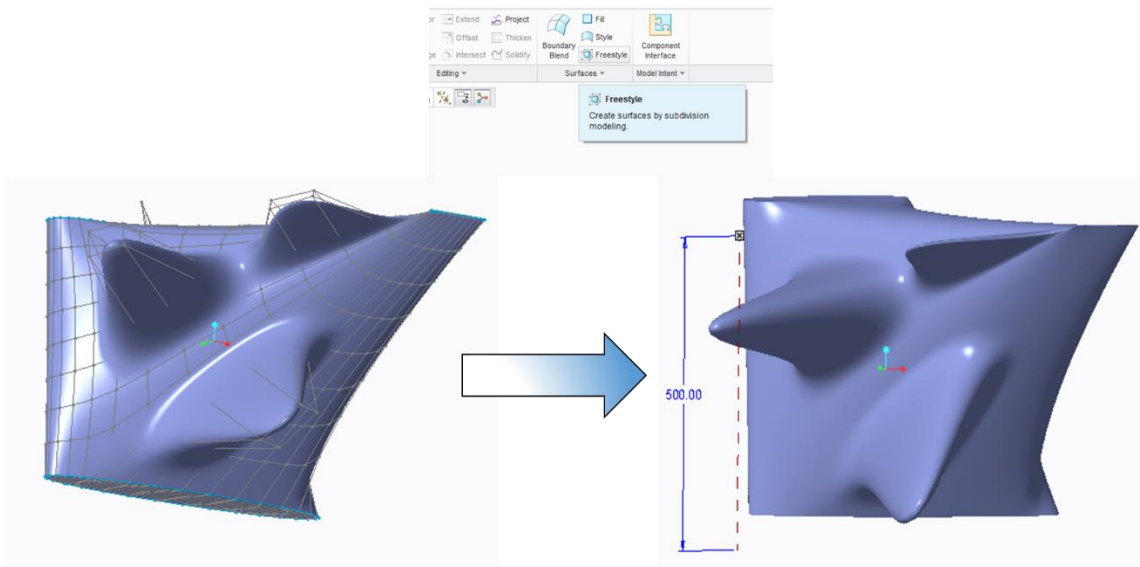 Extend Project Fill
Offset Thicken Style
Intersect Solidify Boundary Blend Freestyle Component Interface
Editing Surfaces Model Intent
Freestyle
Create surfaces by subdivision
modeling.
500.00